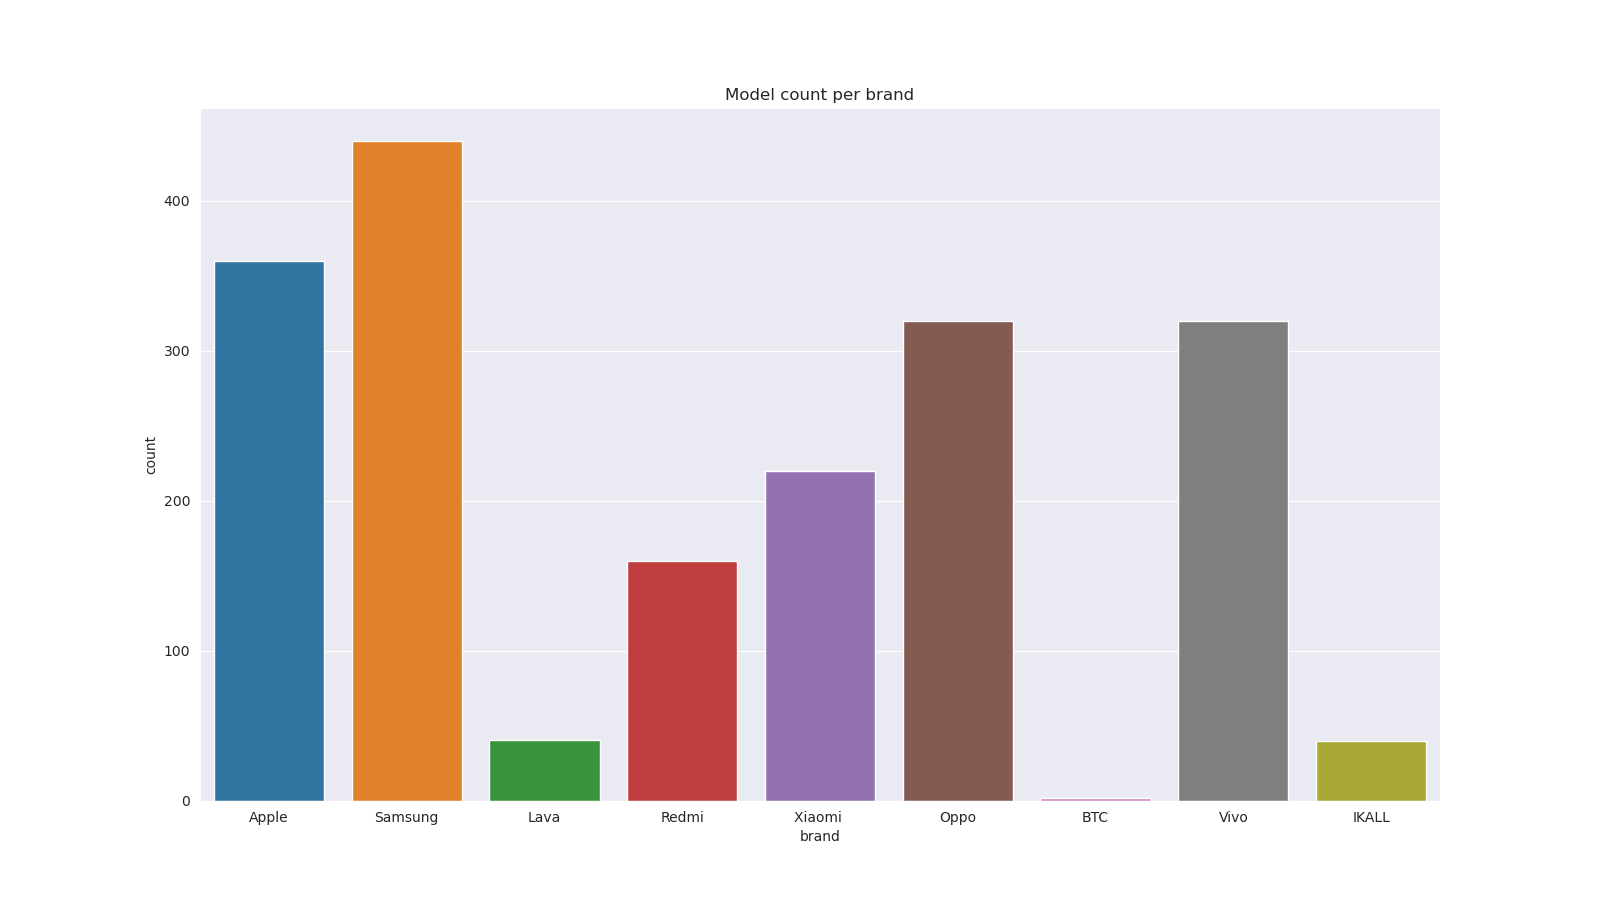 Model count per brand
400
300
200
100
0
count
Apple Samsung Lava Redmi Xiaomi Oppo BTC Vivo IKALL
brand